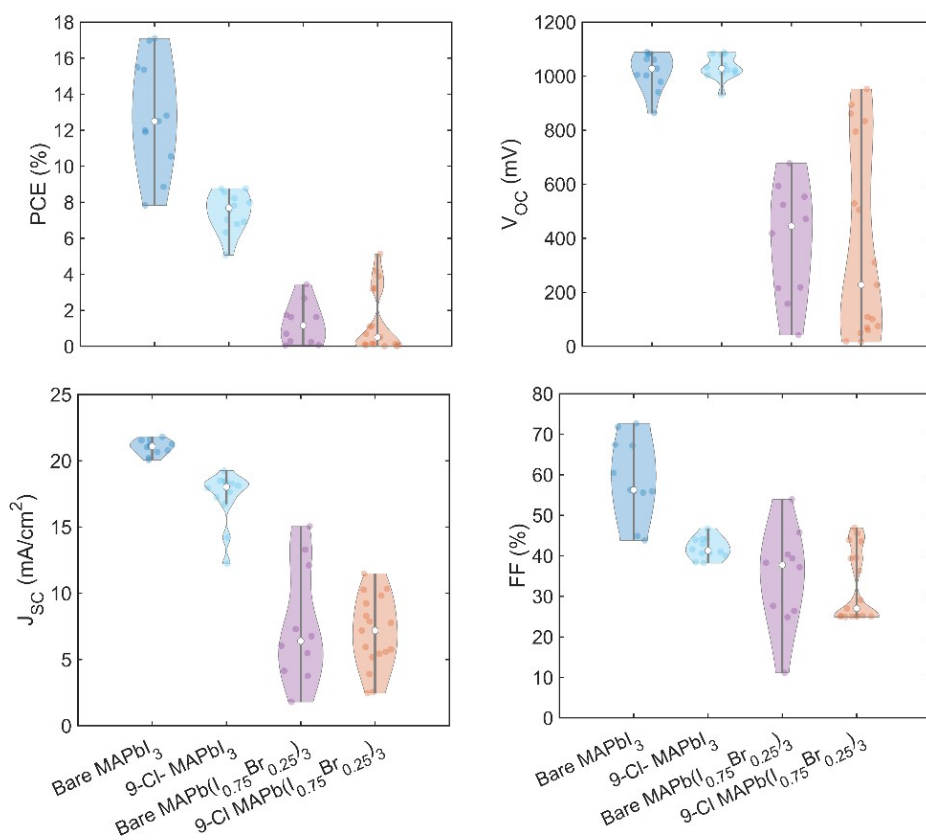 PCE (%)
18
16
14
12
10
8
6
4
2
0
V_OC (mV)
1200
1000
800
600
400
200
0
J_SC (mA/cm²)
25
20
15
10
5
0
Bare MAPbI₃
9-Cl- MAPbI₃
Bare MAPb(I₀.₇₅Br₀.₂₅)₃
9-Cl MAPb(I₀.₇₅Br₀.₂₅)₃
FF (%)
80
70
60
50
40
30
20
10
0
Bare MAPbI₃
9-Cl- MAPbI₃
Bare MAPb(I₀.₇₅Br₀.₂₅)₃
9-Cl MAPb(I₀.₇₅Br₀.₂₅)₃